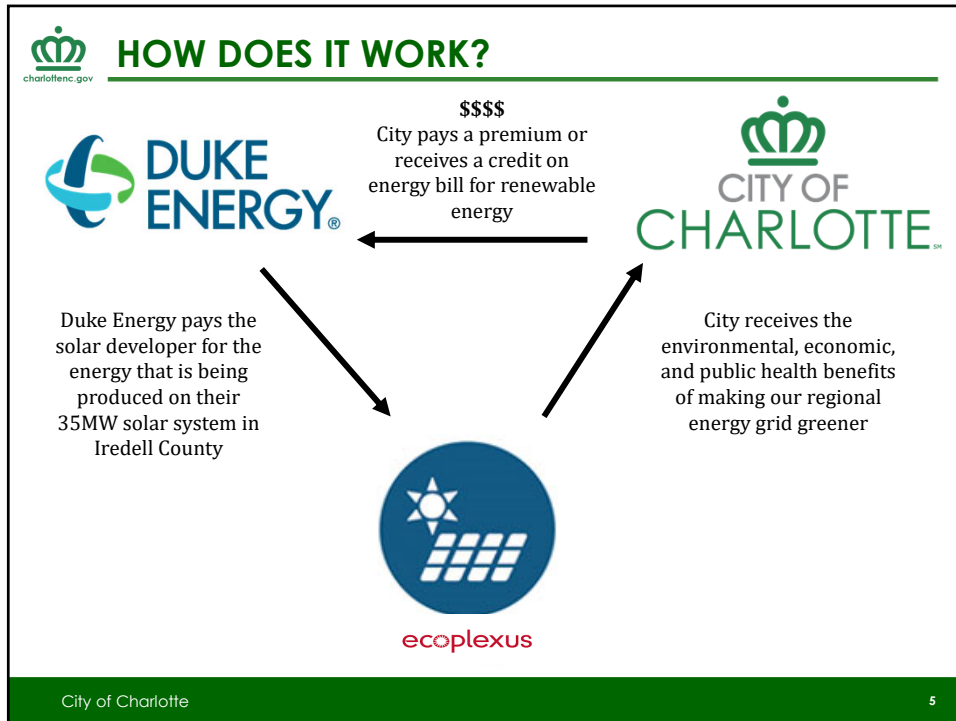 charlottenc.gov
HOW DOES IT WORK?
$$$$
City pays a premium or
receives a credit on
energy bill for renewable
energy
DUKE
ENERGY®
CITY OF
CHARLOTTE SM
Duke Energy pays the
solar developer for the
energy that is being
produced on their
35MW solar system in
Iredell County
City receives the
environmental, economic,
and public health benefits
of making our regional
energy grid greener
ecoplexus
City of Charlotte
5